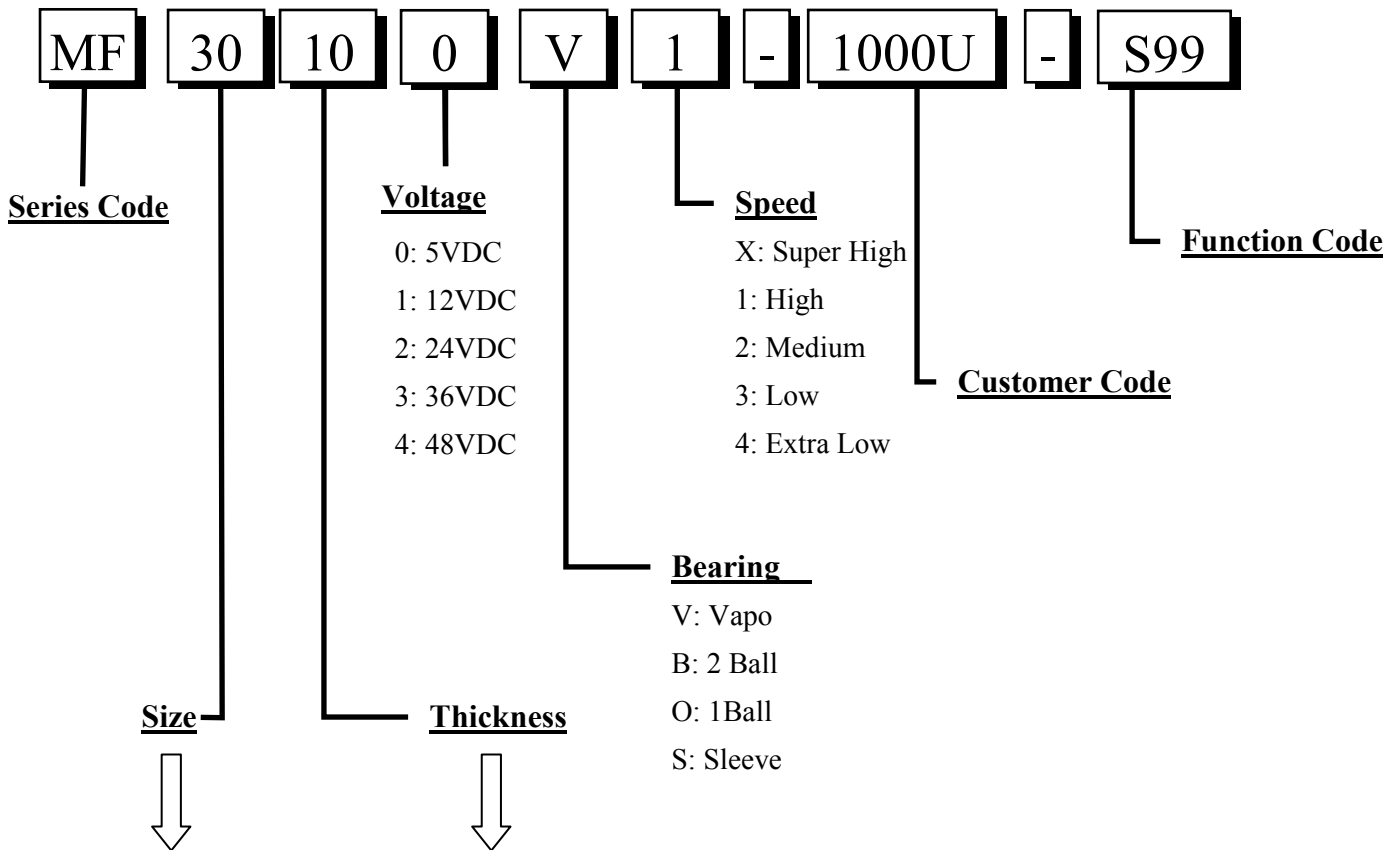 MF 30 10 0 V 1 - 1000U - S99
Series Code
Voltage
0: 5VDC
1: 12VDC
2: 24VDC
3: 36VDC
4: 48VDC
Speed
X: Super High
1: High
2: Medium
3: Low
4: Extra Low
Function Code
Customer Code
Bearing
V: Vapo
B: 2 Ball
O: 1Ball
S: Sleeve
Size
Thickness